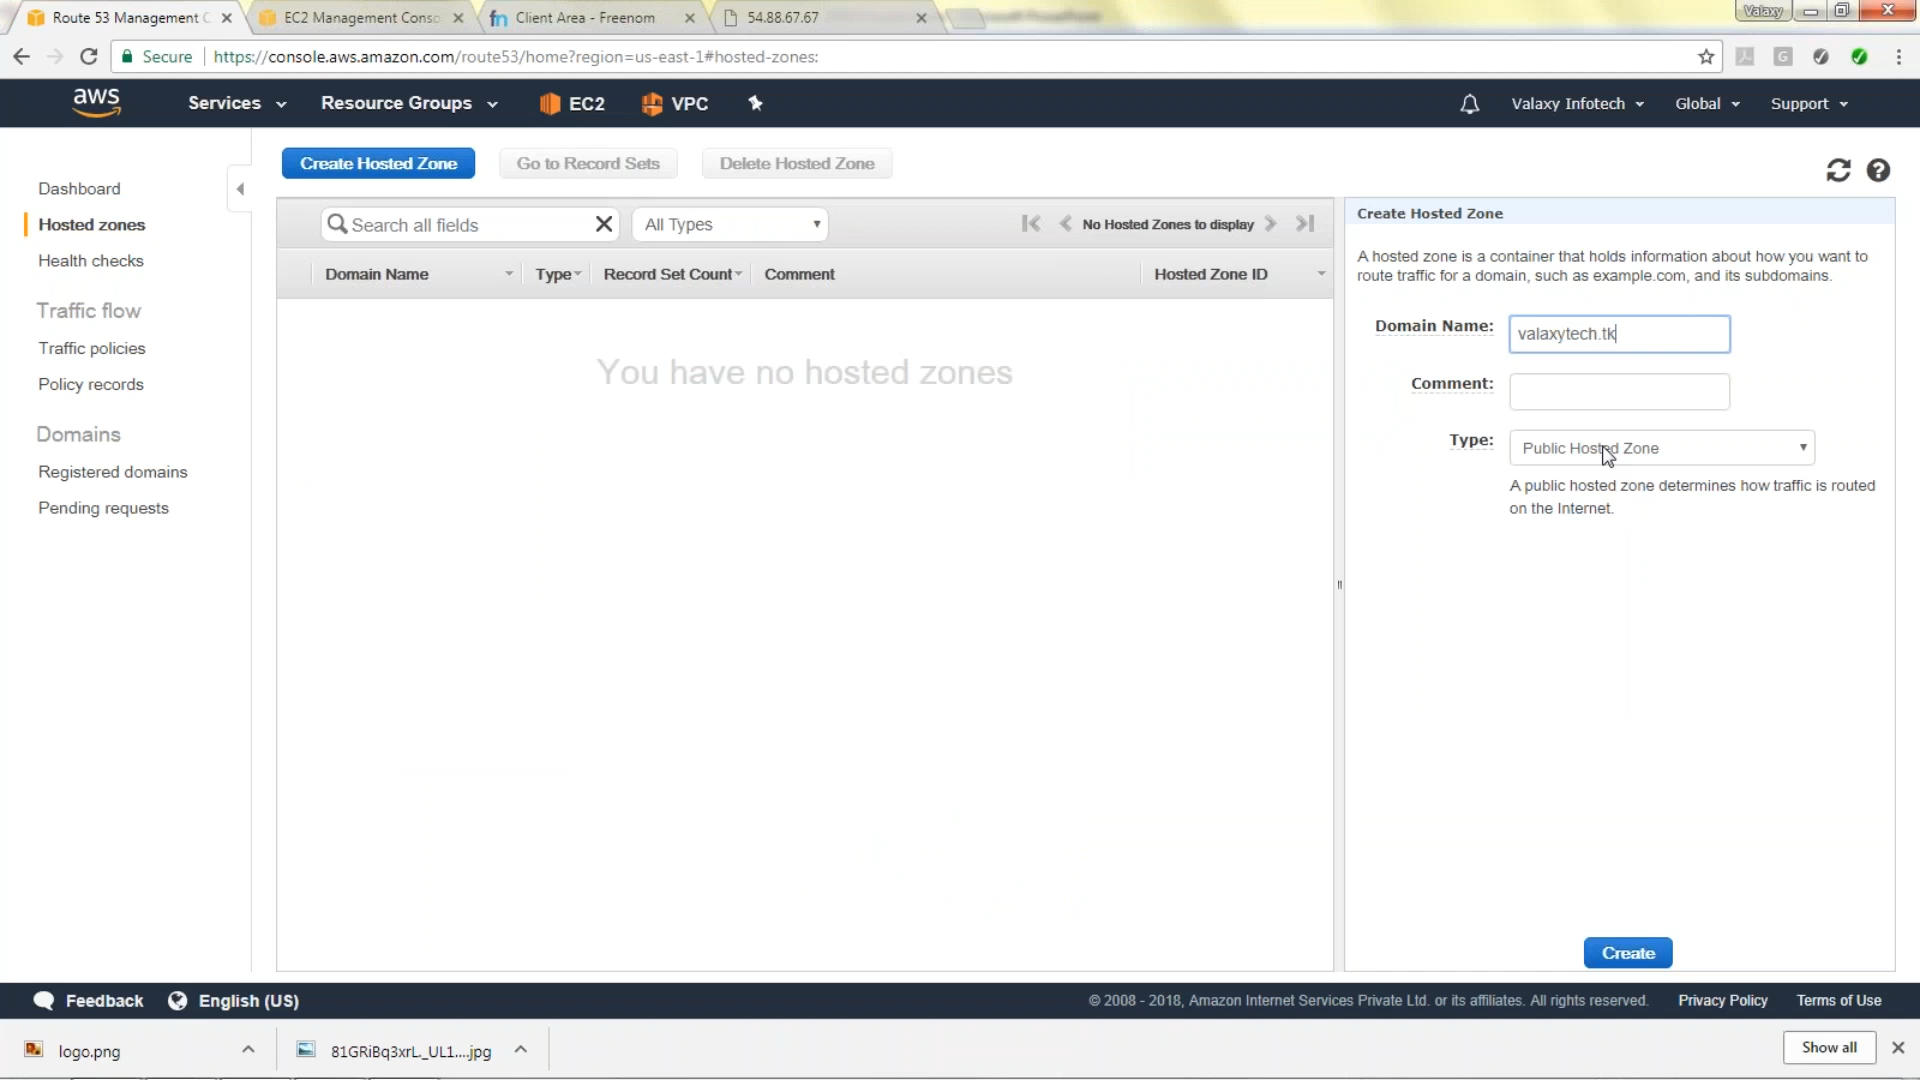 Route 53 Management C
EC2 Management Conso
Client Area - Freenom
54.88.67.67
Valaxy
Secure
https://console.aws.amazon.com/route53/home?region=us-east-1#hosted-zones:
aws
Services
Resource Groups
EC2
VPC
Valaxy Infotech
Global
Support
Dashboard
Hosted zones
Health checks
Traffic flow
Traffic policies
Policy records
Domains
Registered domains
Pending requests
Create Hosted Zone
Go to Record Sets
Delete Hosted Zone
Search all fields
All Types
No Hosted Zones to display
Domain Name
Type
Record Set Count
Comment
Hosted Zone ID
You have no hosted zones
Create Hosted Zone
A hosted zone is a container that holds information about how you want to
route traffic for a domain, such as example.com, and its subdomains.
Domain Name:
valaxytech.tk
Comment:
Type:
Public Hosted Zone
A public hosted zone determines how traffic is routed
on the Internet.
Create
Feedback
English (US)
© 2008 - 2018, Amazon Internet Services Private Ltd. or its affiliates. All rights reserved.
Privacy Policy
Terms of Use
logo.png
81GRiBq3xrL._UL1....jpg
Show all